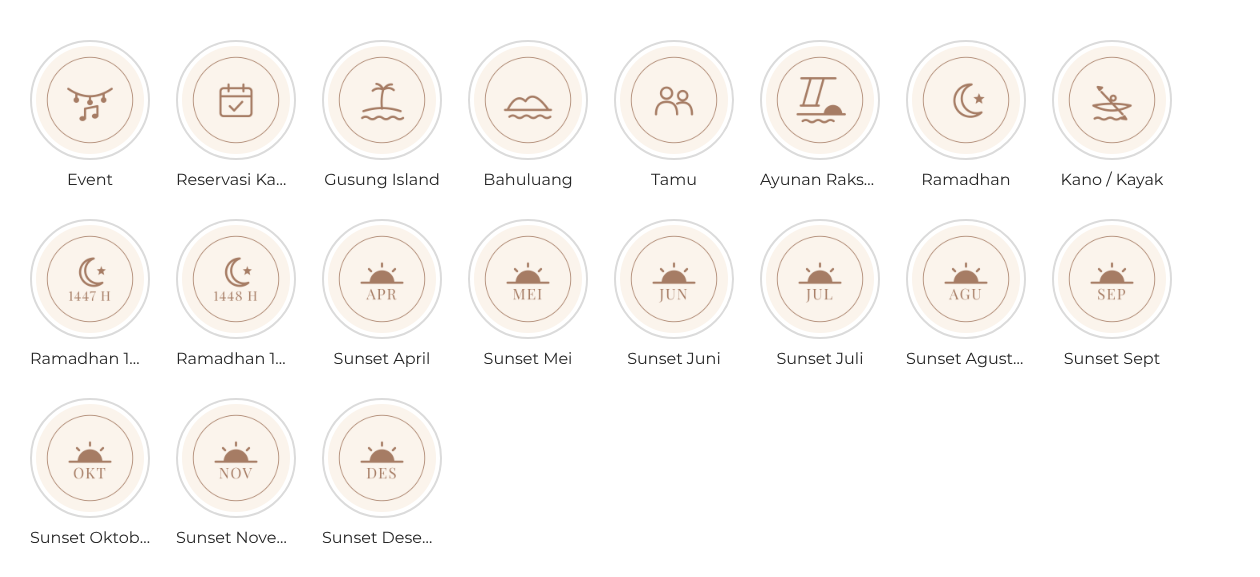 Event
Reservasi Ka...
Gusung Island
Bahuluang
Tamu
Ayunan Raks...
Ramadhan
Kano / Kayak
1447 H
1448 H
APR
MEI
JUN
JUL
AGU
SEP
Ramadhan 1...
Ramadhan 1...
Sunset April
Sunset Mei
Sunset Juni
Sunset Juli
Sunset Agust...
Sunset Sept
OKT
NOV
DES
Sunset Oktob...
Sunset Nove...
Sunset Dese...